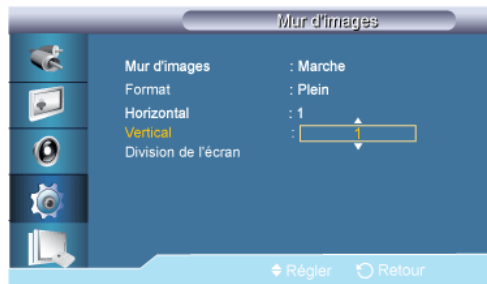 Mur d'images
Mur d'images : Marche
Format : Plein
Horizontal : 1
Vertical : 1
Division de l'écran
Régler Retour